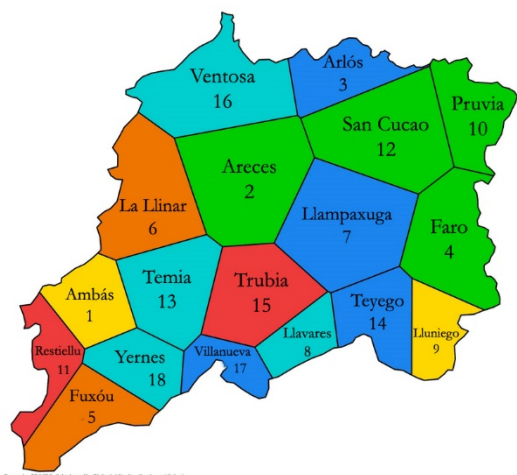 Ventosa
16
Arlós
3
Pruvia
10
San Cucao
12
Areces
2
La Llinar
6
Llampaxuga
7
Faro
4
Temia
13
Trubia
15
Ambás
1
Teyego
14
Lluniego
9
Llavares
8
Restiellu
11
Yernes
18
Villanueva
17
Fuxóu
5